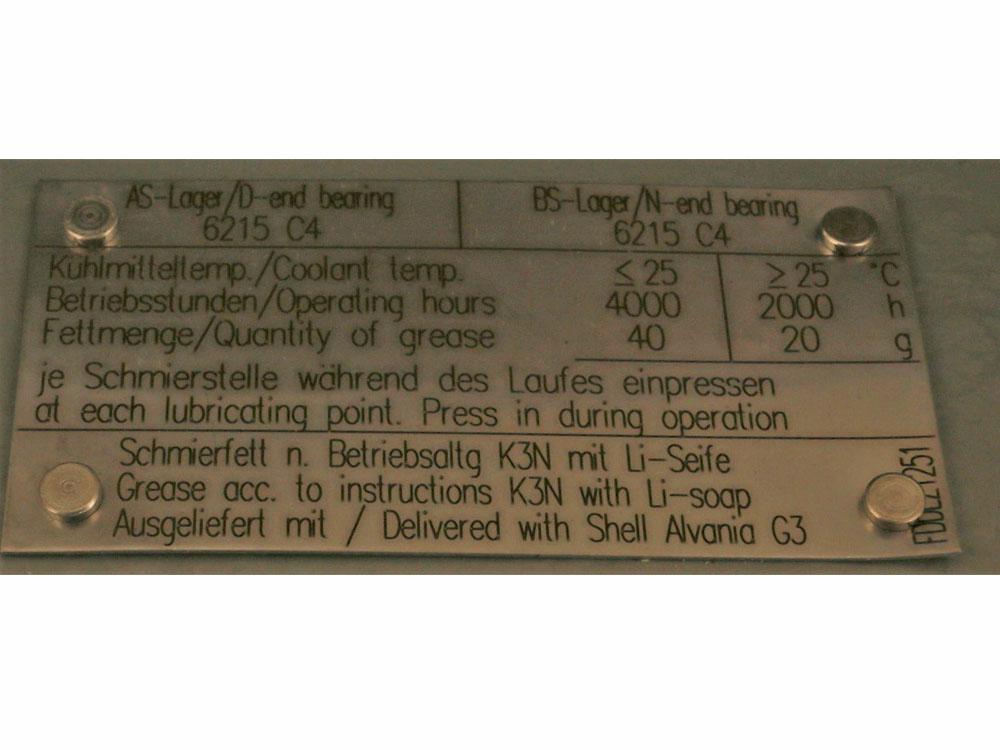 AS-Lager/D-end bearing
6215 C4
BS-Lager/N-end bearing
6215 C4
Kühlmitteltemp./Coolant temp. ≤ 25 ≥ 25 °C
Betriebsstunden/Operating hours 4000 2000 h
Fettmenge/Quantity of grease 40 20 g
je Schmierstelle während des Laufes einpressen
at each lubricating point. Press in during operation
Schmierfett n. Betriebsaltg K3N mit Li-Seife
Grease acc. to instructions K3N with Li-soap
Ausgeliefert mit / Delivered with Shell Alvania G3